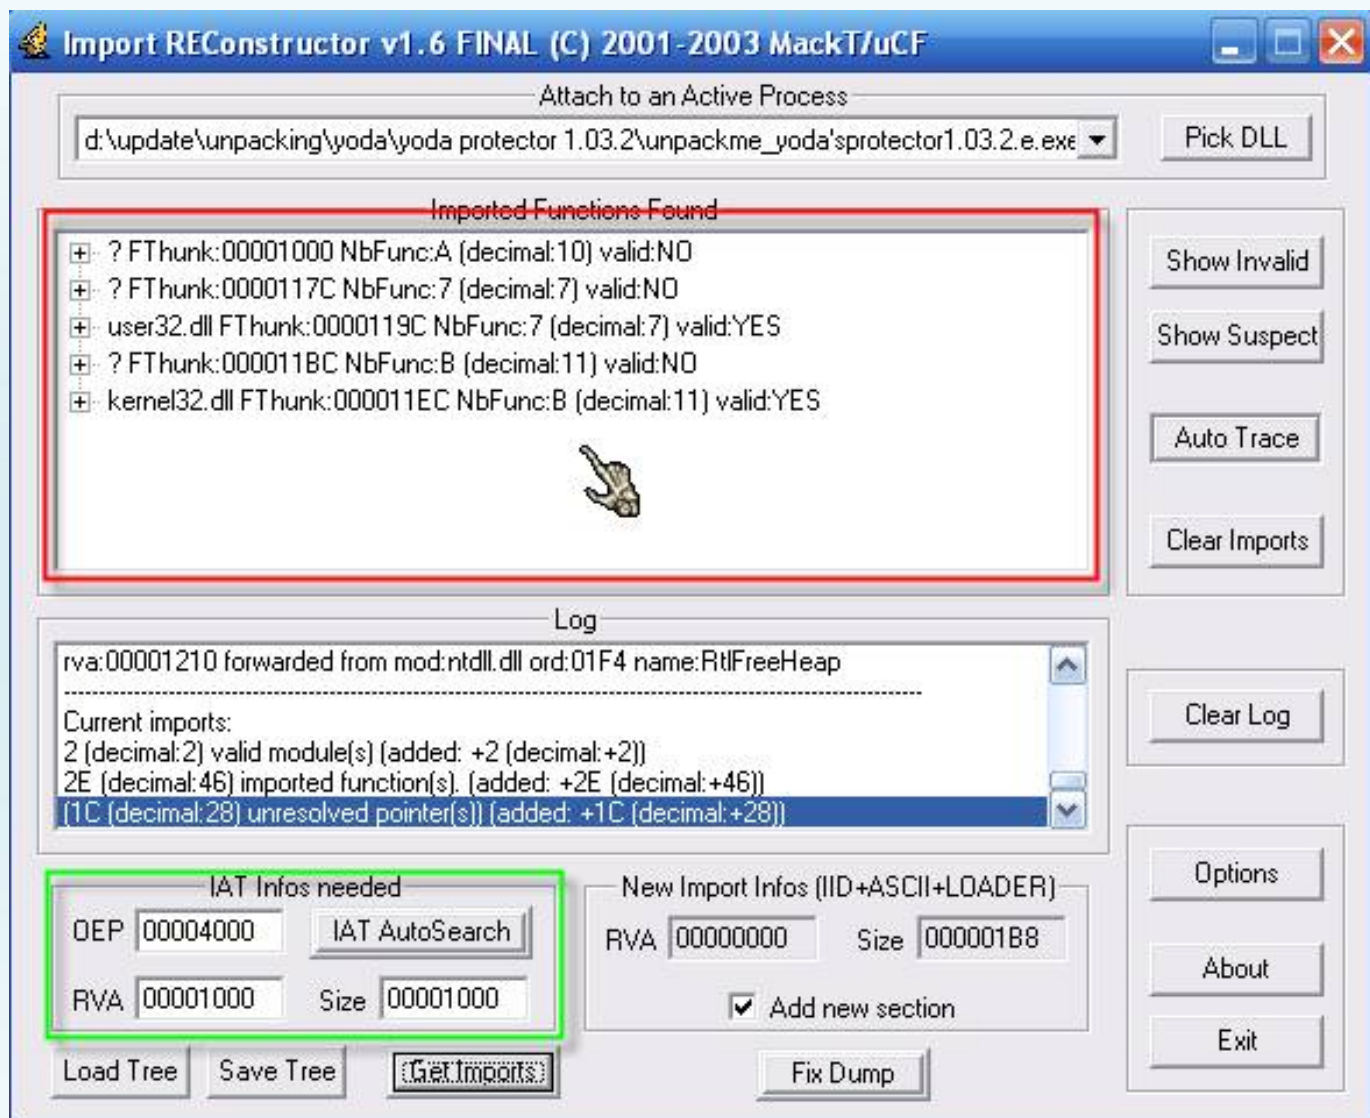 Import REConstructor v1.6 FINAL (C) 2001-2003 MackT/uCF
Attach to an Active Process
d:\update\unpacking\yoda\yoda protector 1.03.2\unpackme_yoda'sprotector1.03.2.e.exe
Pick DLL
Imported Functions Found
? FThunk:00001000 NbFunc:A (decimal:10) valid:NO
? FThunk:0000117C NbFunc:7 (decimal:7) valid:NO
user32.dll FThunk:0000119C NbFunc:7 (decimal:7) valid:YES
? FThunk:000011BC NbFunc:B (decimal:11) valid:NO
kernel32.dll FThunk:000011EC NbFunc:B (decimal:11) valid:YES
Show Invalid
Show Suspect
Auto Trace
Clear Imports
Log
rva:00001210 forwarded from mod:ntdll.dll ord:01F4 name:RtlFreeHeap
---------------------------------------------------------------------------------------------------------
Current imports:
2 (decimal:2) valid module(s) (added: +2 (decimal:+2))
2E (decimal:46) imported function(s). (added: +2E (decimal:+46))
(1C (decimal:28) unresolved pointer(s)) (added: +1C (decimal:+28))
Clear Log
IAT Infos needed
OEP 00004000 IAT AutoSearch
RVA 00001000 Size 00001000
New Import Infos (IID+ASCII+LOADER)
RVA 00000000 Size 000001B8
Add new section
Options
About
Exit
Load Tree Save Tree Get Imports Fix Dump